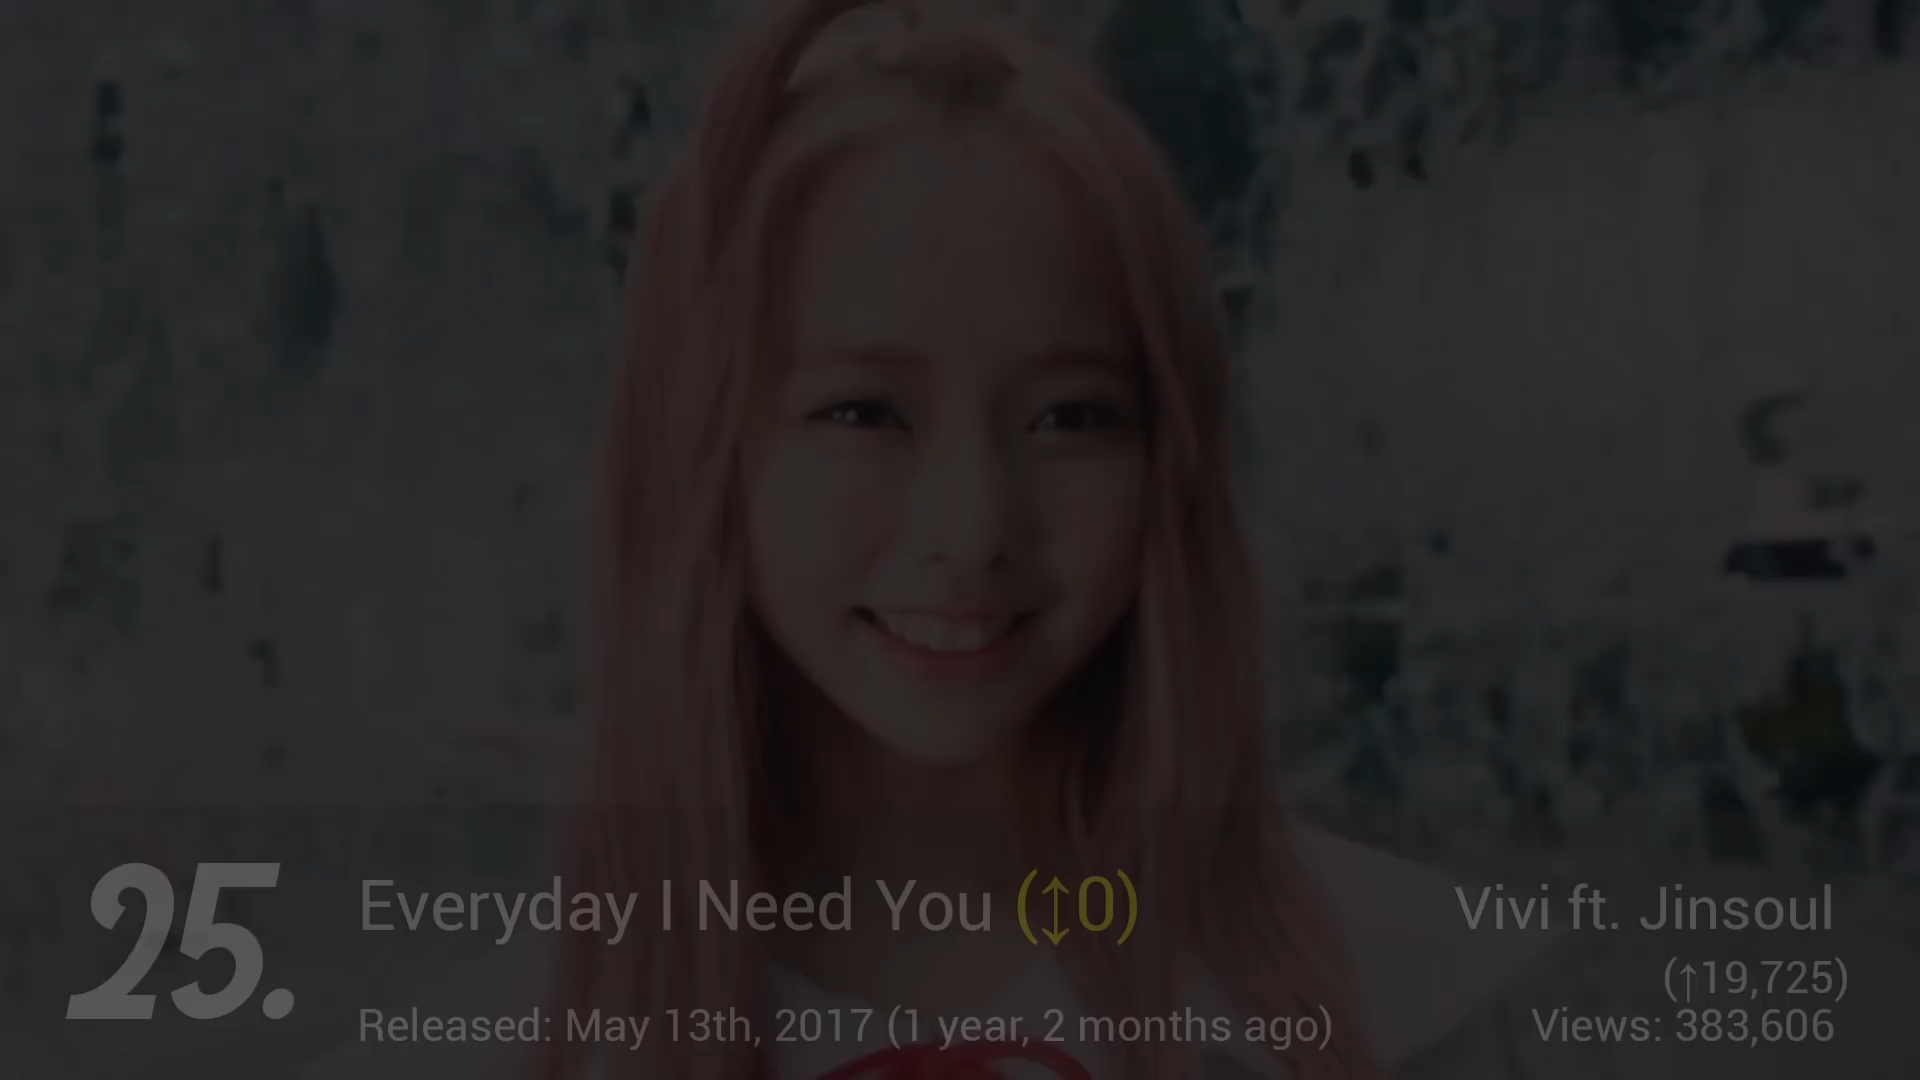 25.
Everyday I Need You (↕0)
Released: May 13th, 2017 (1 year, 2 months ago)
Vivi ft. Jinsoul
(↑19,725)
Views: 383,606